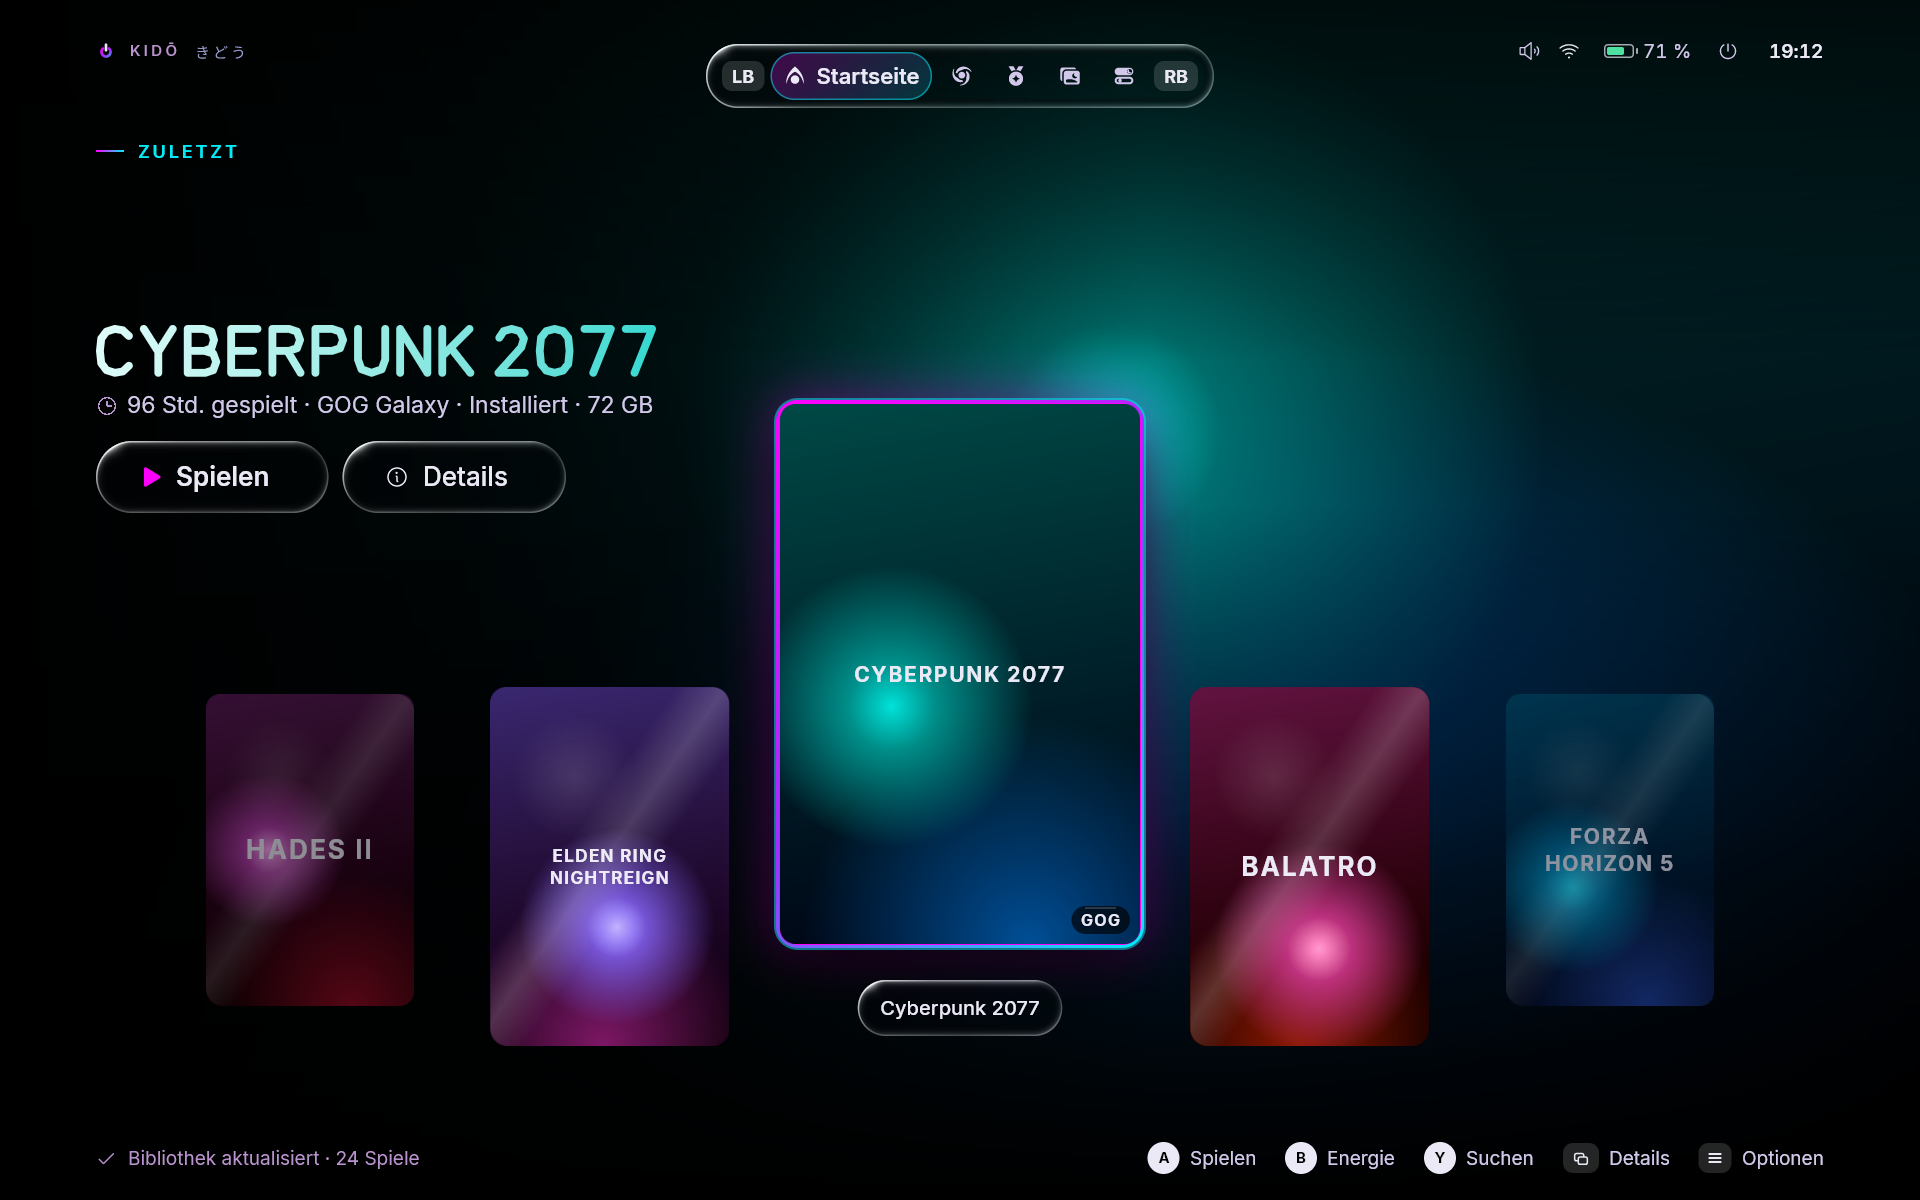 KIDŌ きどう
LB Startseite RB
71 % 19:12
ZULETZT
CYBERPUNK 2077
96 Std. gespielt · GOG Galaxy · Installiert · 72 GB
Spielen Details
CYBERPUNK 2077
HADES II
ELDEN RING
NIGHTREIGN
BALATRO
FORZA
HORIZON 5
GOG
Cyberpunk 2077
Bibliothek aktualisiert · 24 Spiele
A Spielen B Energie Y Suchen Details Optionen